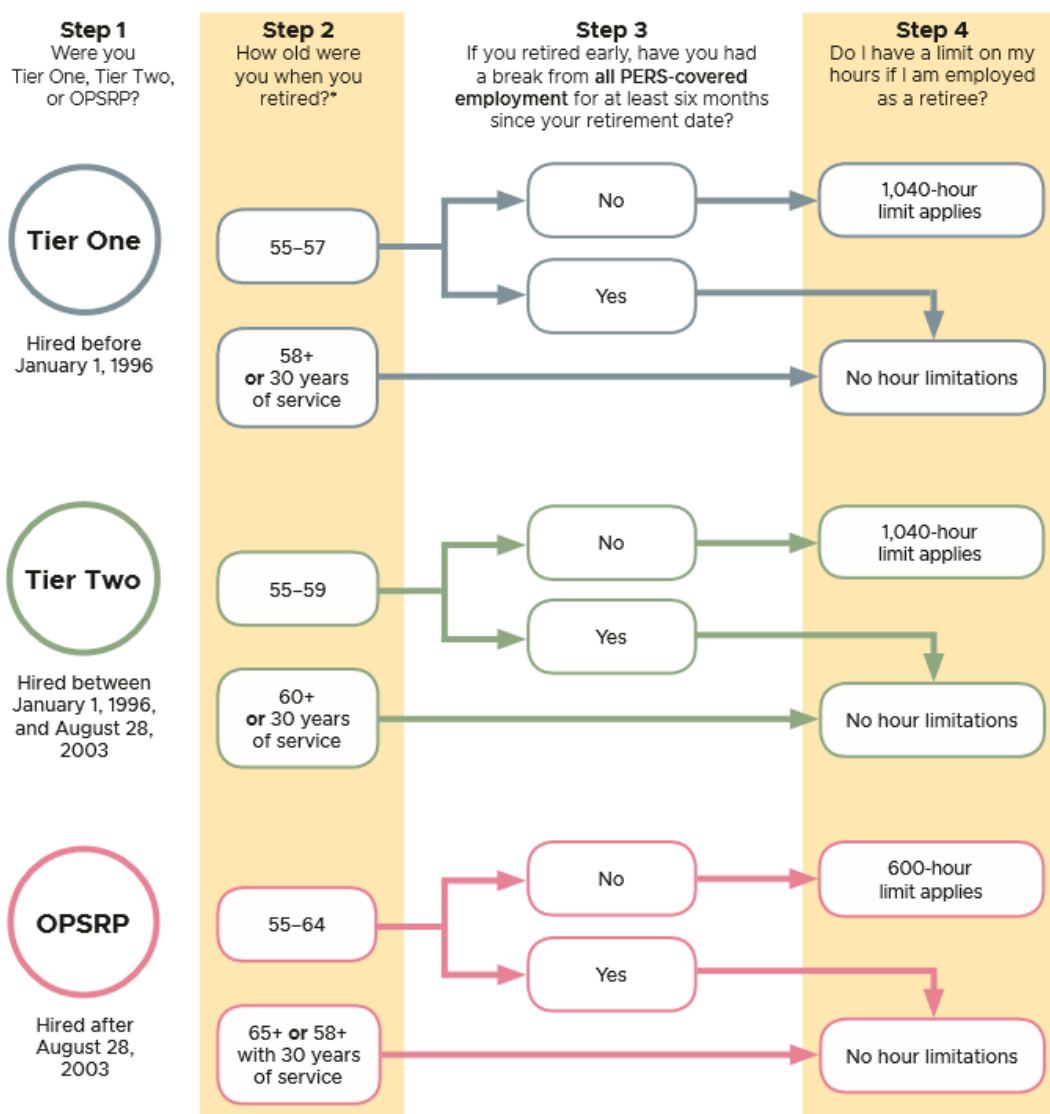 Step 1
Were you
Tier One, Tier Two,
or OPSRP?
Step 2
How old were
you when you
retired?*
Step 3
If you retired early, have you had
a break from all PERS-covered
employment for at least six months
since your retirement date?
Step 4
Do I have a limit on my
hours if I am employed
as a retiree?
Tier One
Hired before
January 1, 1996
55–57
No
1,040-hour
limit applies
Yes
58+
or 30 years
of service
No hour limitations
Tier Two
Hired between
January 1, 1996,
and August 28,
2003
55–59
No
1,040-hour
limit applies
Yes
60+
or 30 years
of service
No hour limitations
OPSRP
Hired after
August 28,
2003
55–64
No
600-hour
limit applies
Yes
65+ or 58+
with 30 years
of service
No hour limitations